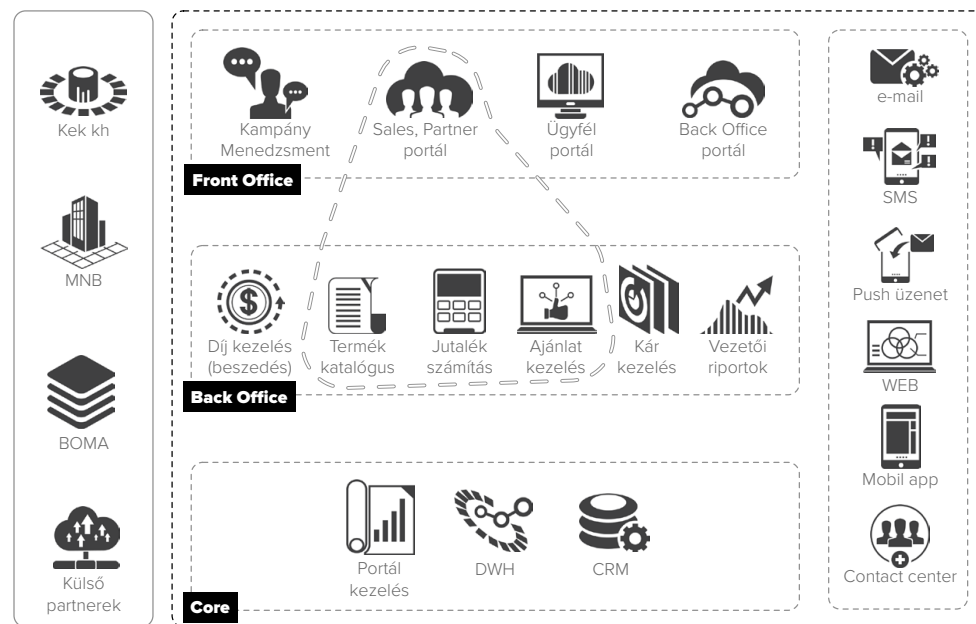 Kek kh
MNB
BOMA
Külső
partnerek
Kampány
Menedzsment
Sales, Partner
portál
Ügyfél
portál
Back Office
portál
Front Office
Díj kezelés
(beszedés)
Termék
katalógus
Jutalék
számítás
Ajánlat
kezelés
Kár
kezelés
Vezetői
riportok
Back Office
Portál
kezelés
DWH
CRM
Core
e-mail
SMS
Push üzenet
WEB
Mobil app
Contact center